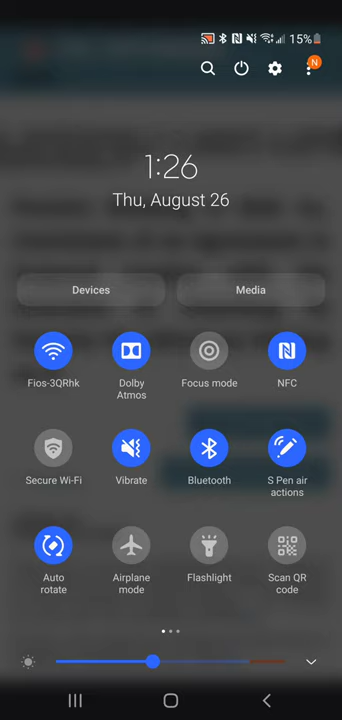 15%
N
1:26
Thu, August 26
Devices
Media
Fios-3QRhk
Dolby
Atmos
Focus mode
NFC
Secure Wi-Fi
Vibrate
Bluetooth
S Pen air
actions
Auto
rotate
Airplane
mode
Flashlight
Scan QR
code